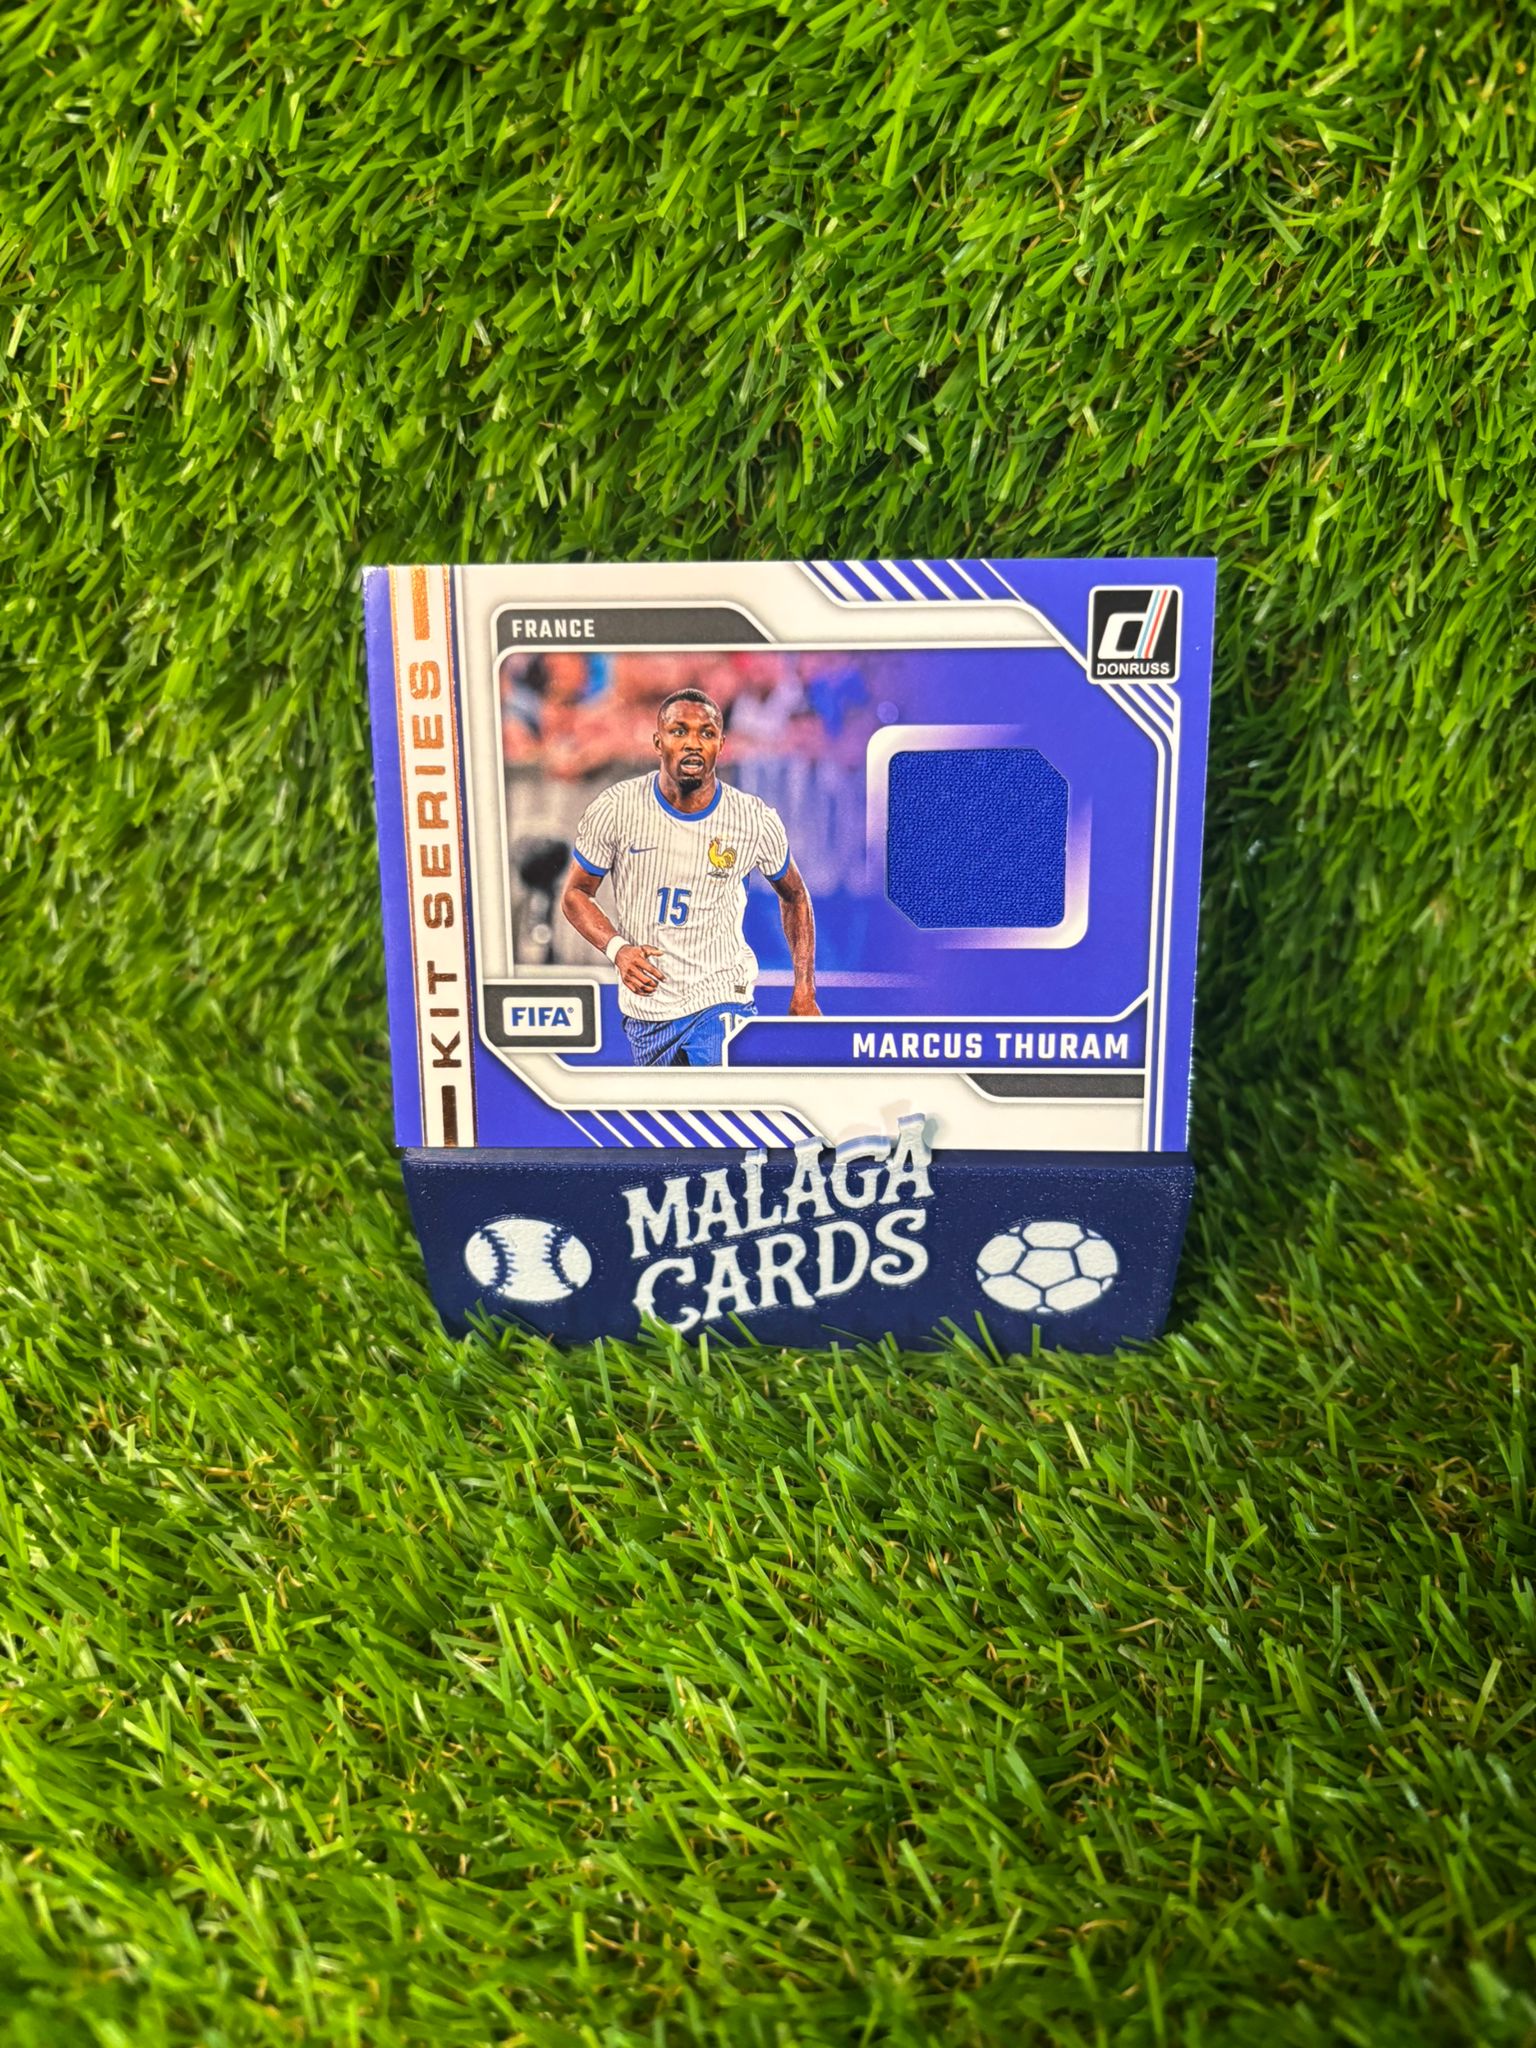 KIT SERIES
FRANCE
DONRUSS
15
FIFA
MARCUS THURAM
MALAGA
CARDS